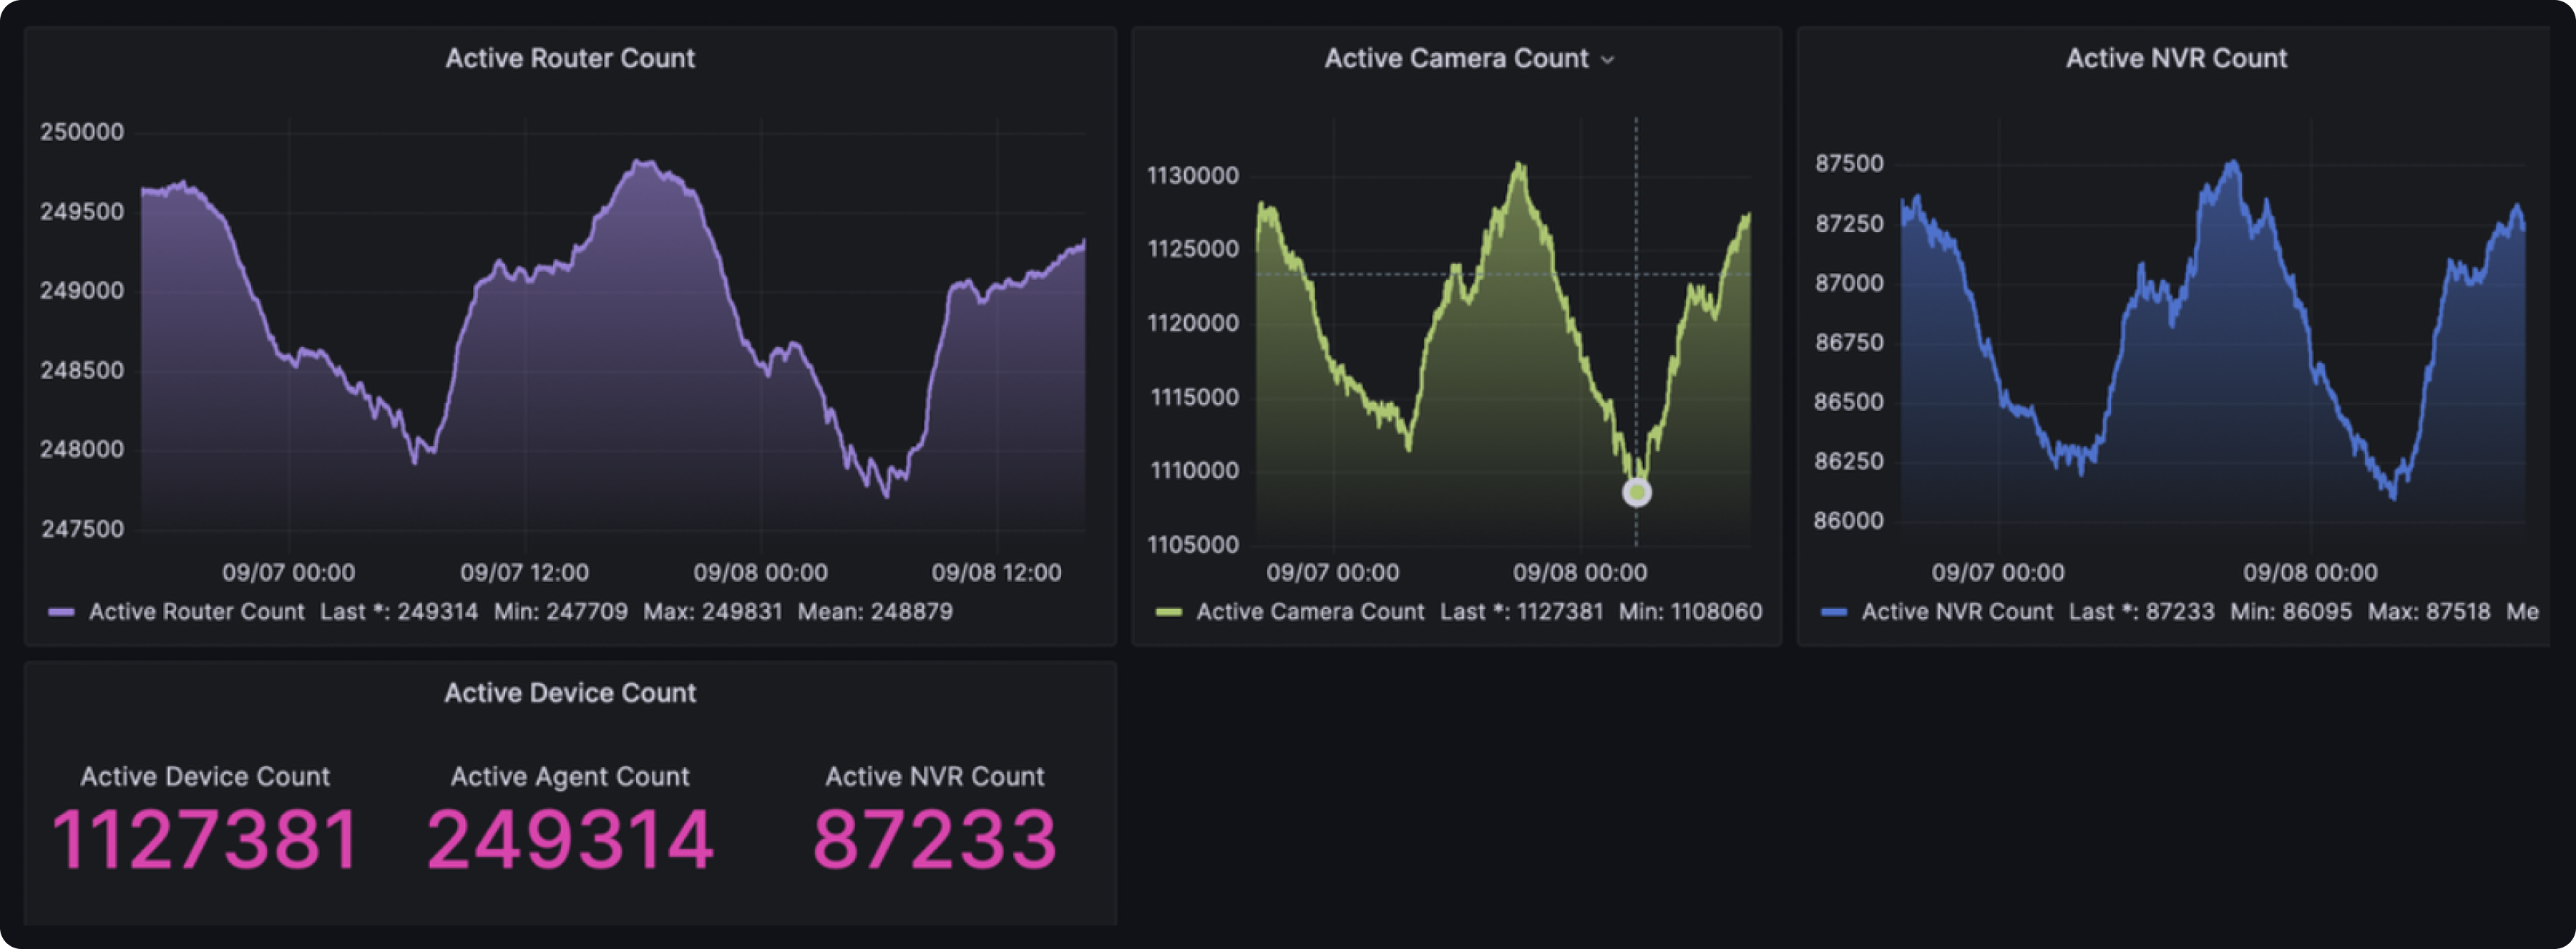 Active Router Count
250000
249500
249000
248500
248000
247500
09/07 00:00 09/07 12:00 09/08 00:00 09/08 12:00
Active Router Count Last *: 249314 Min: 247709 Max: 249831 Mean: 248879
Active Camera Count
1130000
1125000
1120000
1115000
1110000
1105000
09/07 00:00 09/08 00:00
Active Camera Count Last *: 1127381 Min: 1108060
Active NVR Count
87500
87250
87000
86750
86500
86250
86000
09/07 00:00 09/08 00:00
Active NVR Count Last *: 87233 Min: 86095 Max: 87518 Me
Active Device Count
Active Device Count Active Agent Count Active NVR Count
1127381 249314 87233